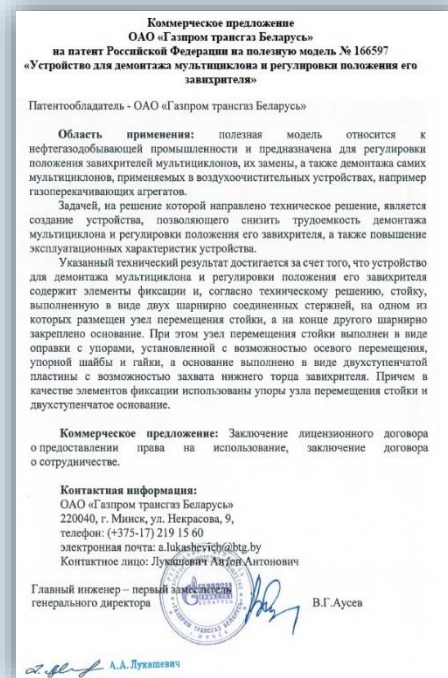 Коммерческое предложение
ОАО «Газпром трансгаз Беларусь»
на патент Российской Федерации на полезную модель № 166597
«Устройство для демонтажа мультициклона и регулировки положения его
завихрителя»
Патентообладатель - ОАО «Газпром трансгаз Беларусь»
Область применения: полезная модель относится к
нефтегазодобывающей промышленности и предназначена для регулировки
положения завихрителей мультициклонов, их замены, а также демонтажа самих
мультициклонов, применяемых в воздухоочистительных устройствах, например
газоперекачивающих агрегатов.
Задачей, на решение которой направлено техническое решение, является
создание устройства, позволяющего снизить трудоемкость демонтажа
мультициклона и регулировки положения его завихрителя, а также повышение
эксплуатационных характеристик устройства.
Указанный технический результат достигается за счет того, что устройство
для демонтажа мультициклона и регулировки положения его завихрителя
содержит элементы фиксации и, согласно техническому решению, стойку,
выполненную в виде двух шарнирно соединенных стержней, на одном из
которых размещен узел перемещения стойки, а на конце другого шарнирно
закреплено основание. При этом узел перемещения стойки выполнен в виде
оправки с упорами, установленной с возможностью осевого перемещения,
упорной шайбы и гайки, а основание выполнено в виде двухступенчатой
пластины с возможностью захвата нижнего торца завихрителя. Причем в
качестве элементов фиксации использованы упоры узла перемещения стойки и
двухступенчатое основание.
Коммерческое предложение: Заключение лицензионного договора
о предоставлении права на использование, заключение договора
о сотрудничестве.
Контактная информация:
ОАО «Газпром трансгаз Беларусь»
220040, г. Минск, ул. Некрасова, 9,
телефон: (+375-17) 219 15 60
электронная почта: a.lukashevich@btg.by
Контактное лицо: Лукашевич Антон Антонович
Главный инженер – первый заместитель
генерального директора В.Г.Аусев
А.А. Лукашевич